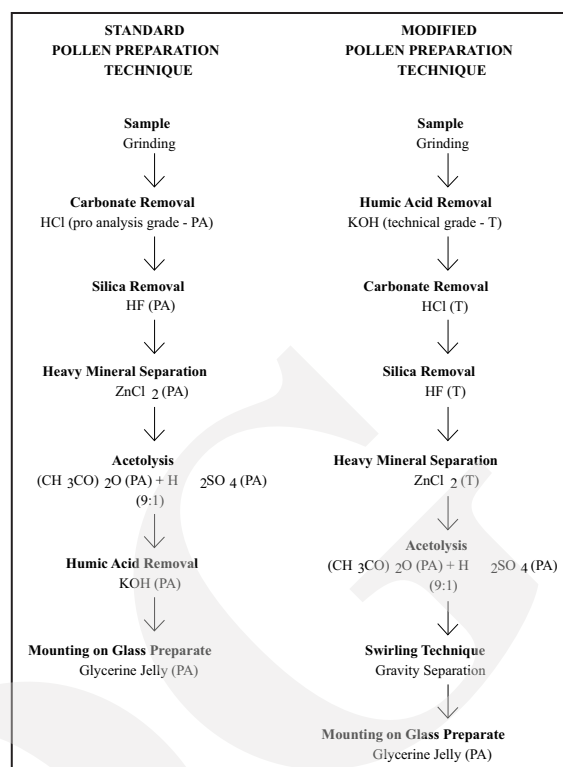 STANDARD
POLLEN PREPARATION
TECHNIQUE
Sample
Grinding
Carbonate Removal
HCl (pro analysis grade - PA)
Silica Removal
HF (PA)
Heavy Mineral Separation
ZnCl 2 (PA)
Acetolysis
(CH 3CO) 2O (PA) + H 2SO 4 (PA)
(9:1)
Humic Acid Removal
KOH (PA)
Mounting on Glass Preparate
Glycerine Jelly (PA)
MODIFIED
POLLEN PREPARATION
TECHNIQUE
Sample
Grinding
Humic Acid Removal
KOH (technical grade - T)
Carbonate Removal
HCl (T)
Silica Removal
HF (T)
Heavy Mineral Separation
ZnCl 2 (T)
Acetolysis
(CH 3CO) 2O (PA) + H 2SO 4 (PA)
(9:1)
Swirling Technique
Gravity Separation
Mounting on Glass Preparate
Glycerine Jelly (PA)